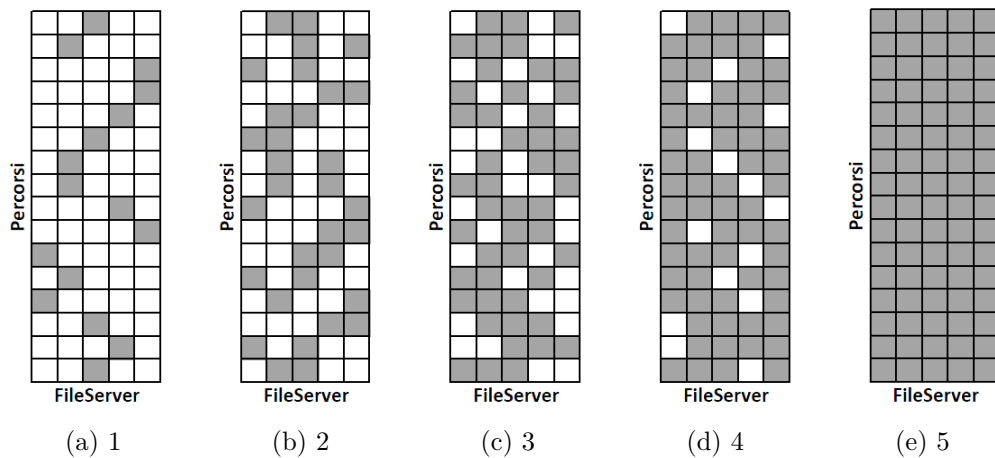 Percorsi
FileServer
(a) 1
Percorsi
FileServer
(b) 2
Percorsi
FileServer
(c) 3
Percorsi
FileServer
(d) 4
Percorsi
FileServer
(e) 5